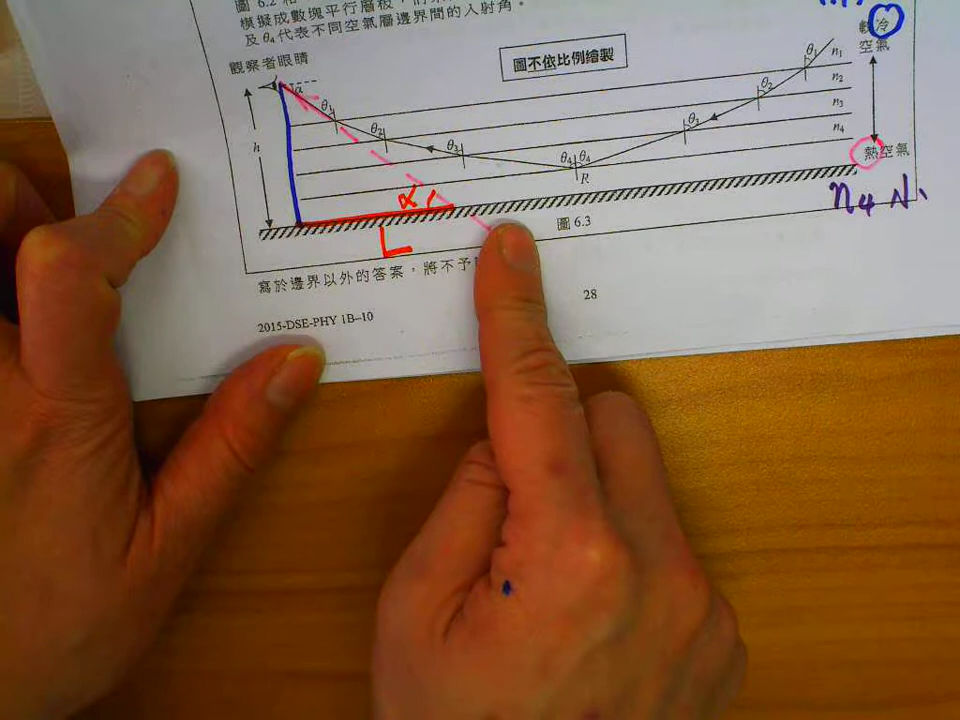 模擬成數塊平行層板,
及 θ₄ 代表不同空氣層邊界間的入射角。
觀察者眼睛
圖不依比例繪製
冷
空氣
θ₁
n₁
θ₂
n₂
n₃
θ₃
n₄
α
θ₁
θ₂
θ₃
θ₄
θ₄
R
h
熱空氣
α
L
n₄
圖 6.3
寫於邊界以外的答案,將不予
28
2015-DSE-PHY 1B–10